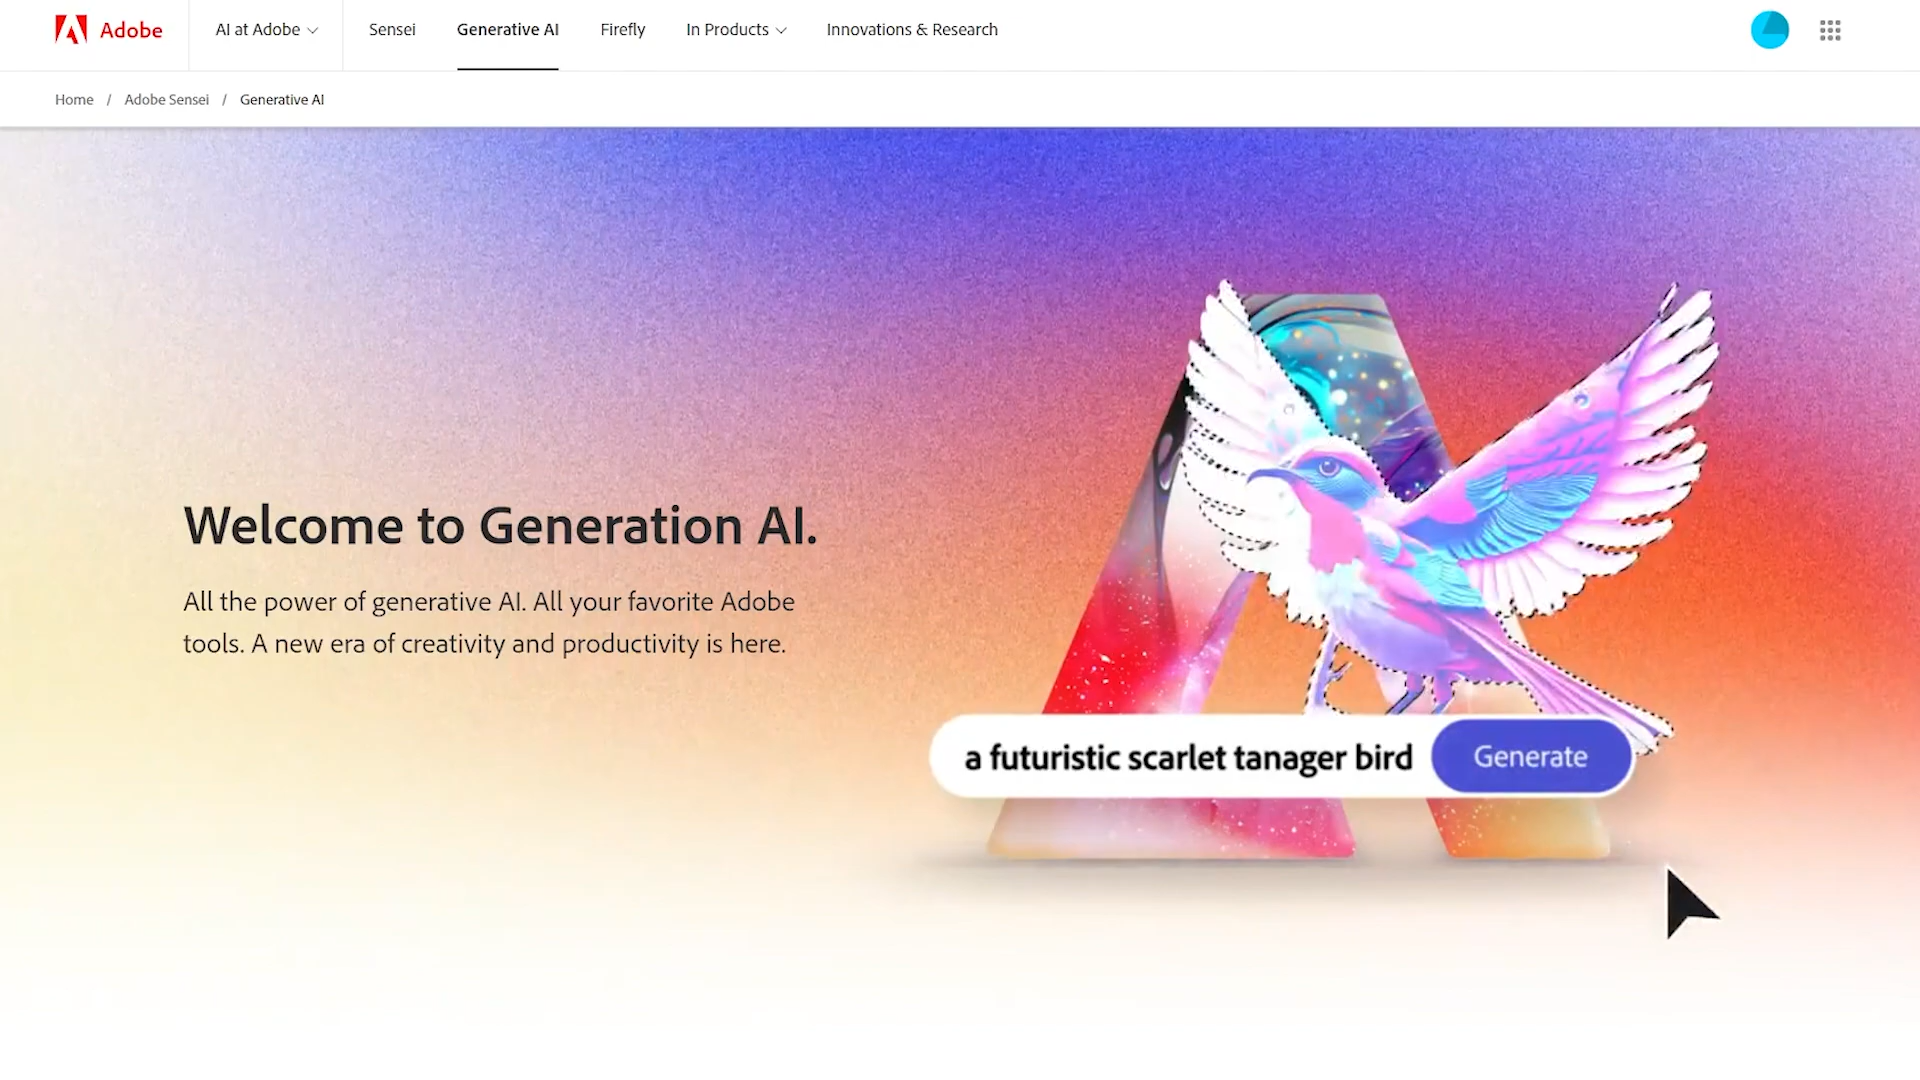 Adobe
AI at Adobe
Sensei
Generative AI
Firefly
In Products
Innovations & Research
Home / Adobe Sensei / Generative AI
Welcome to Generation AI.
All the power of generative AI. All your favorite Adobe
tools. A new era of creativity and productivity is here.
a futuristic scarlet tanager bird
Generate